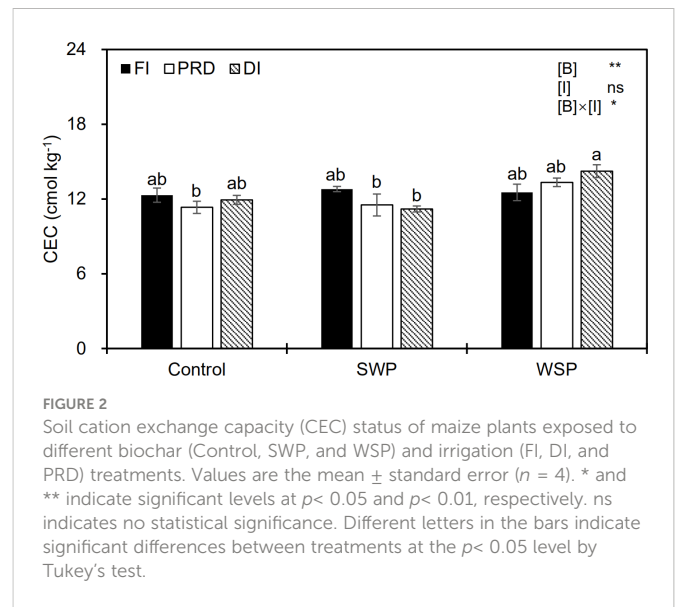 24
FI PRD DI
[B] **
[I] ns
[B]×[I] *
18
ab b ab
ab b b
ab ab a
12
6
0
CEC (cmol kg⁻¹)
Control SWP WSP
FIGURE 2
Soil cation exchange capacity (CEC) status of maize plants exposed to
different biochar (Control, SWP, and WSP) and irrigation (FI, DI, and
PRD) treatments. Values are the mean ± standard error (n = 4). * and
** indicate significant levels at p< 0.05 and p< 0.01, respectively. ns
indicates no statistical significance. Different letters in the bars indicate
significant differences between treatments at the p< 0.05 level by
Tukey's test.